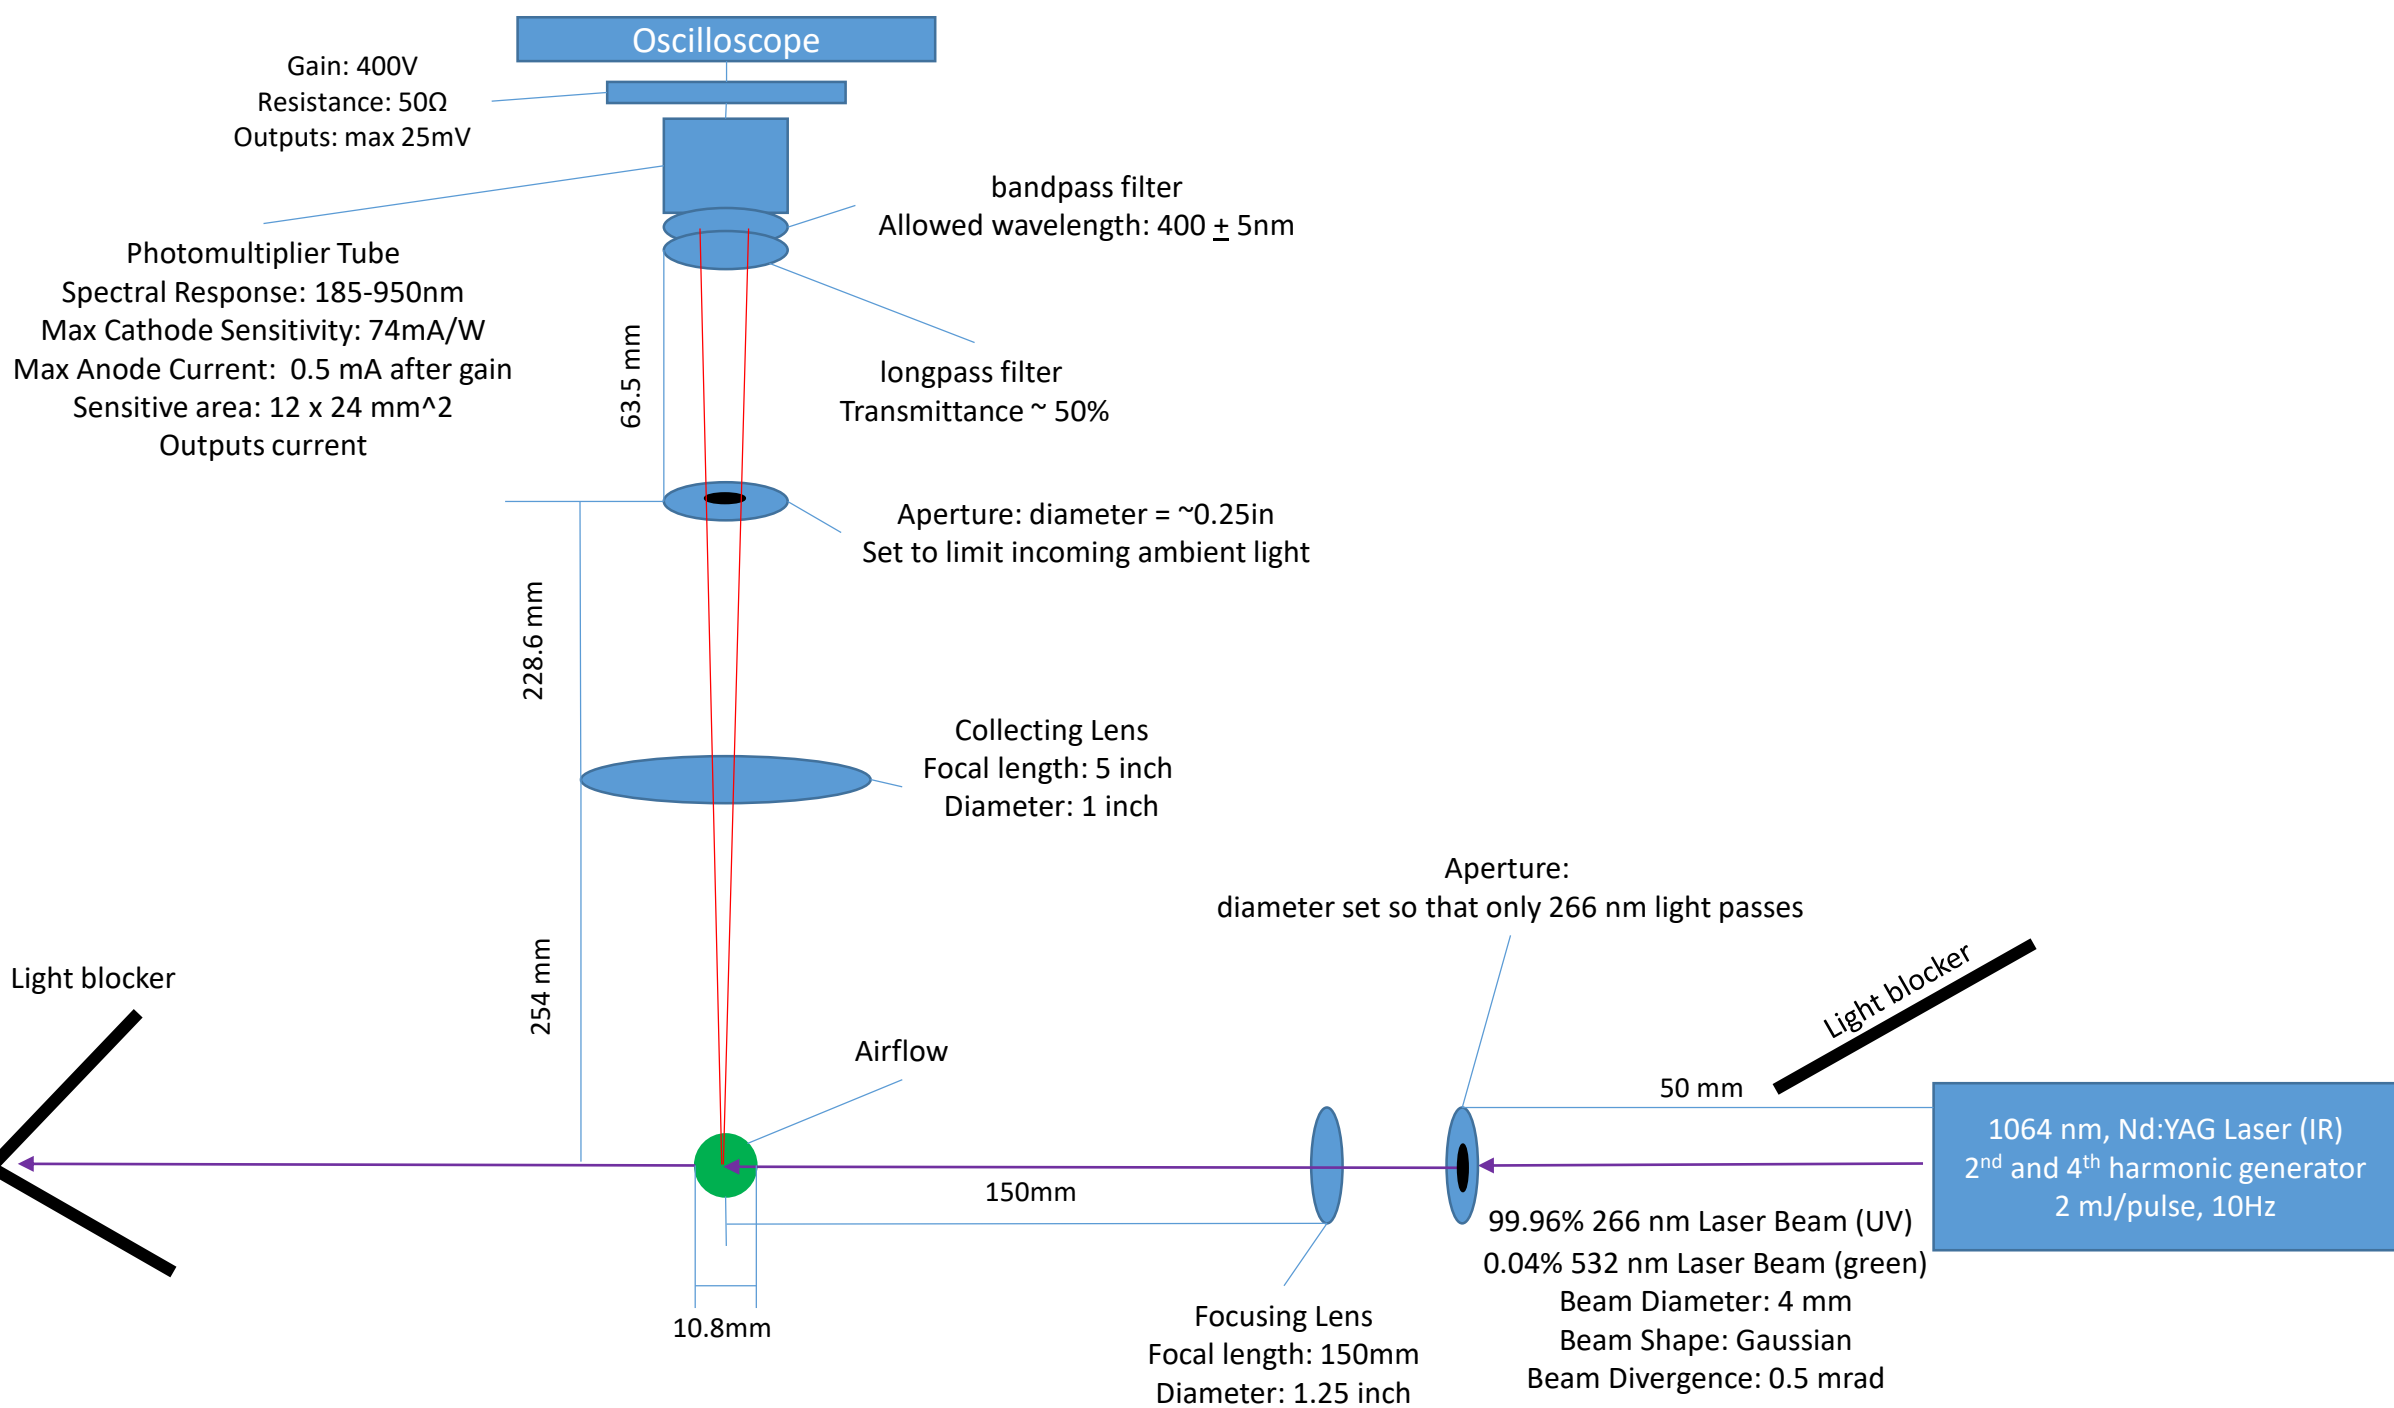 Oscilloscope
Gain: 400V
Resistance: 50Ω
Outputs: max 25mV
bandpass filter
Allowed wavelength: 400 ± 5nm
Photomultiplier Tube
Spectral Response: 185-950nm
Max Cathode Sensitivity: 74mA/W
Max Anode Current:  0.5 mA after gain
Sensitive area: 12 x 24 mm^2
Outputs current
63.5 mm
longpass filter
Transmittance ~ 50%
Aperture: diameter = ~0.25in
Set to limit incoming ambient light
228.6 mm
Collecting Lens
Focal length: 5 inch
Diameter: 1 inch
Aperture:
diameter set so that only 266 nm light passes
254 mm
Light blocker
Light blocker
Airflow
50 mm
1064 nm, Nd:YAG Laser (IR)
2nd and 4th harmonic generator
2 mJ/pulse, 10Hz
150mm
99.96% 266 nm Laser Beam (UV)
0.04% 532 nm Laser Beam (green)
Beam Diameter: 4 mm
Beam Shape: Gaussian
Beam Divergence: 0.5 mrad
10.8mm
Focusing Lens
Focal length: 150mm
Diameter: 1.25 inch